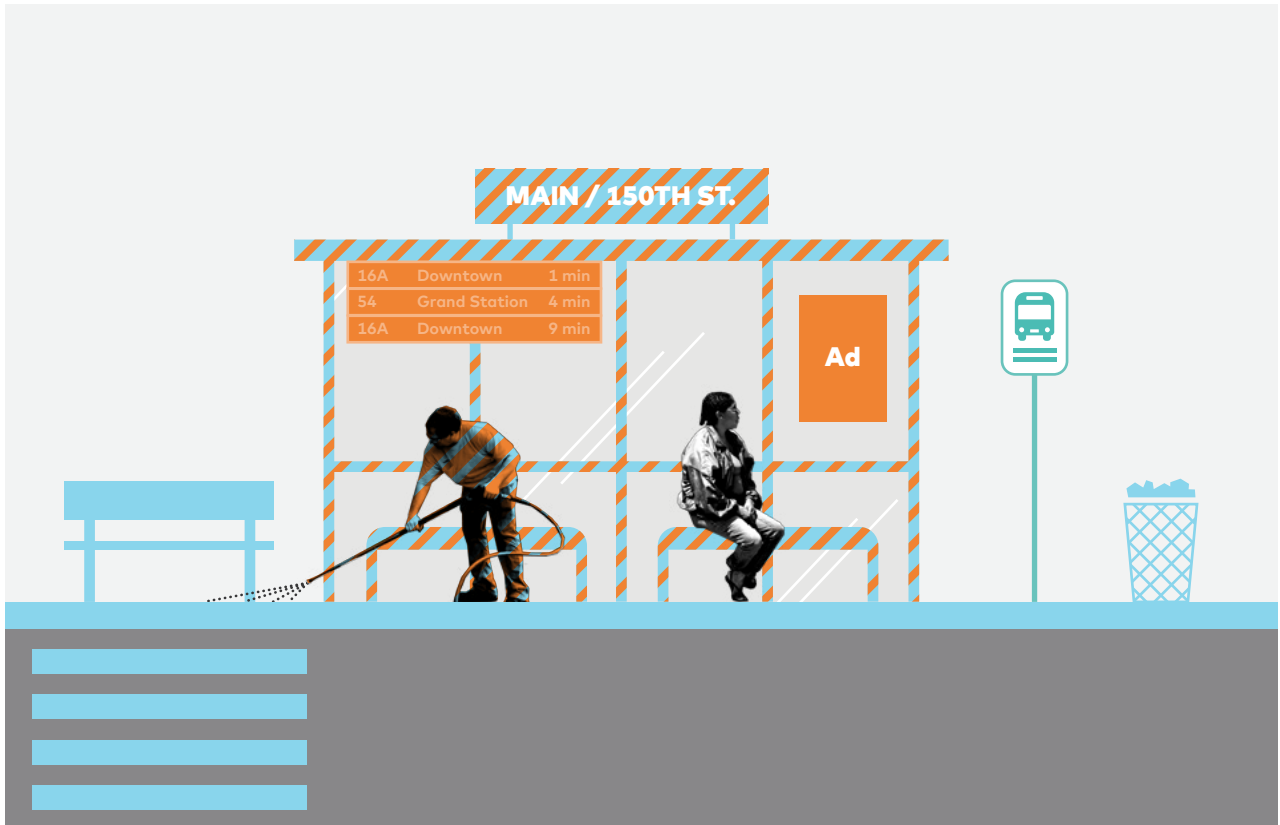 MAIN / 150TH ST.
16A Downtown 1 min
54 Grand Station 4 min
16A Downtown 9 min
Ad